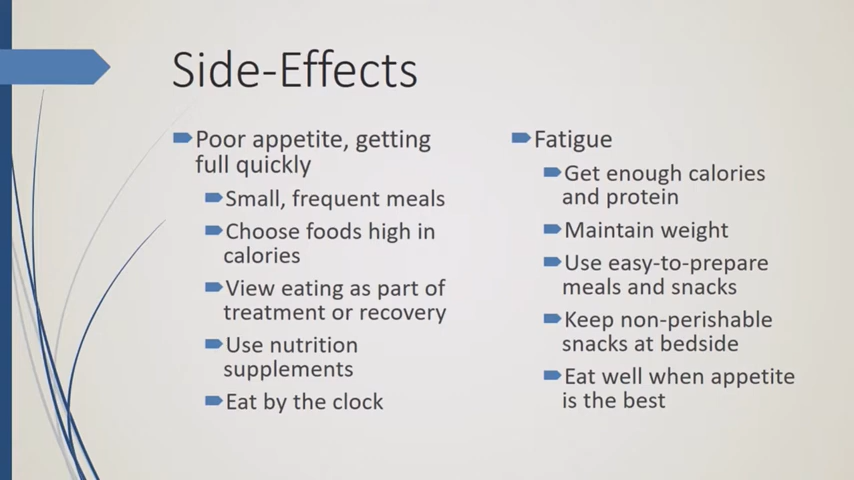 Side-Effects
Poor appetite, getting
full quickly
Small, frequent meals
Choose foods high in
calories
View eating as part of
treatment or recovery
Use nutrition
supplements
Eat by the clock
Fatigue
Get enough calories
and protein
Maintain weight
Use easy-to-prepare
meals and snacks
Keep non-perishable
snacks at bedside
Eat well when appetite
is the best